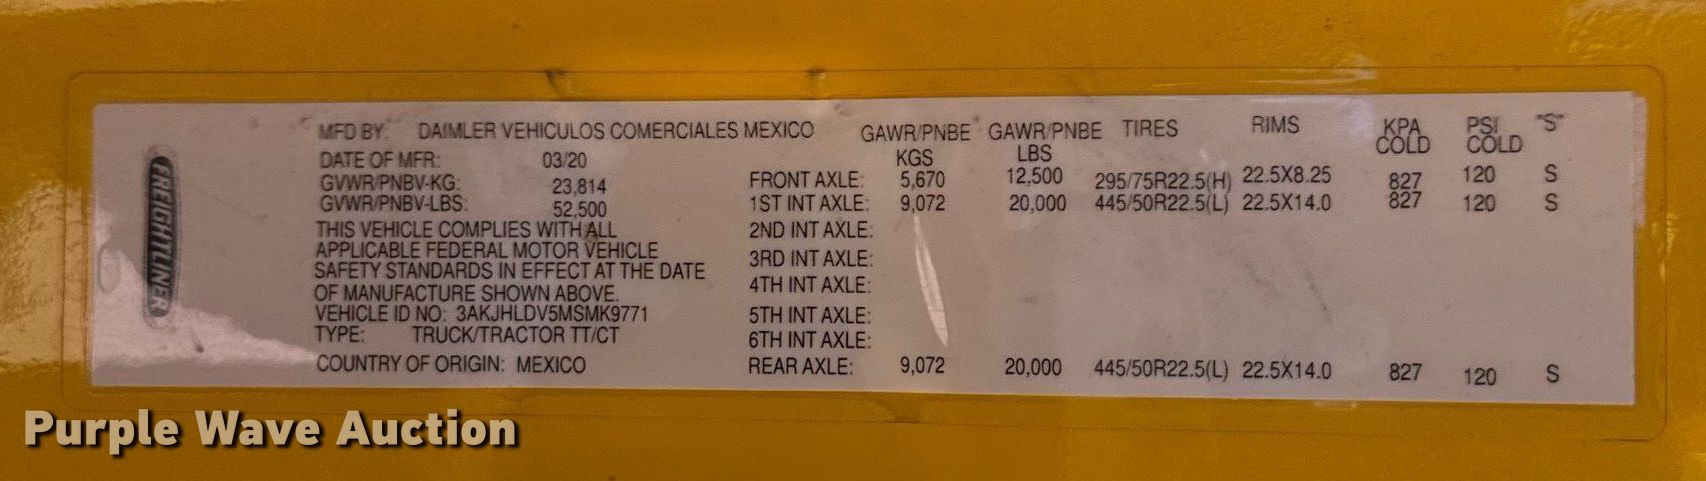 FREIGHTLINER
MFD BY: DAIMLER VEHICULOS COMERCIALES MEXICO
DATE OF MFR: 03/20
GVWR/PNBV-KG: 23,814
GVWR/PNBV-LBS: 52,500
THIS VEHICLE COMPLIES WITH ALL
APPLICABLE FEDERAL MOTOR VEHICLE
SAFETY STANDARDS IN EFFECT AT THE DATE
OF MANUFACTURE SHOWN ABOVE.
VEHICLE ID NO: 3AKJHLDV5MSMK9771
TYPE: TRUCK/TRACTOR TT/CT
COUNTRY OF ORIGIN: MEXICO
GAWR/PNBE GAWR/PNBE TIRES RIMS KPA PSI "S"
KGS LBS COLD COLD
FRONT AXLE: 5,670 12,500 295/75R22.5(H) 22.5X8.25 827 120 S
1ST INT AXLE: 9,072 20,000 445/50R22.5(L) 22.5X14.0 827 120 S
2ND INT AXLE:
3RD INT AXLE:
4TH INT AXLE:
5TH INT AXLE:
6TH INT AXLE:
REAR AXLE: 9,072 20,000 445/50R22.5(L) 22.5X14.0 827 120 S
Purple Wave Auction